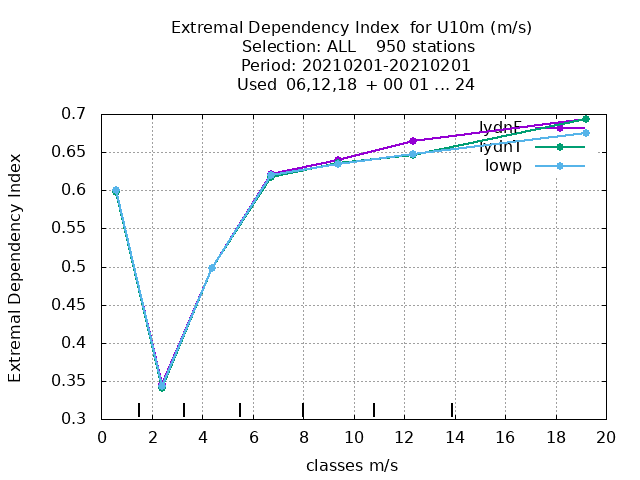 Extremal Dependency Index for U10m (m/s)
Selection: ALL 950 stations
Period: 20210201-20210201
Used 06,12,18 + 00 01 ... 24
Extremal Dependency Index
0.7
0.65
0.6
0.55
0.5
0.45
0.4
0.35
0.3
0 2 4 6 8 10 12 14 16 18 20
classes m/s
lowp